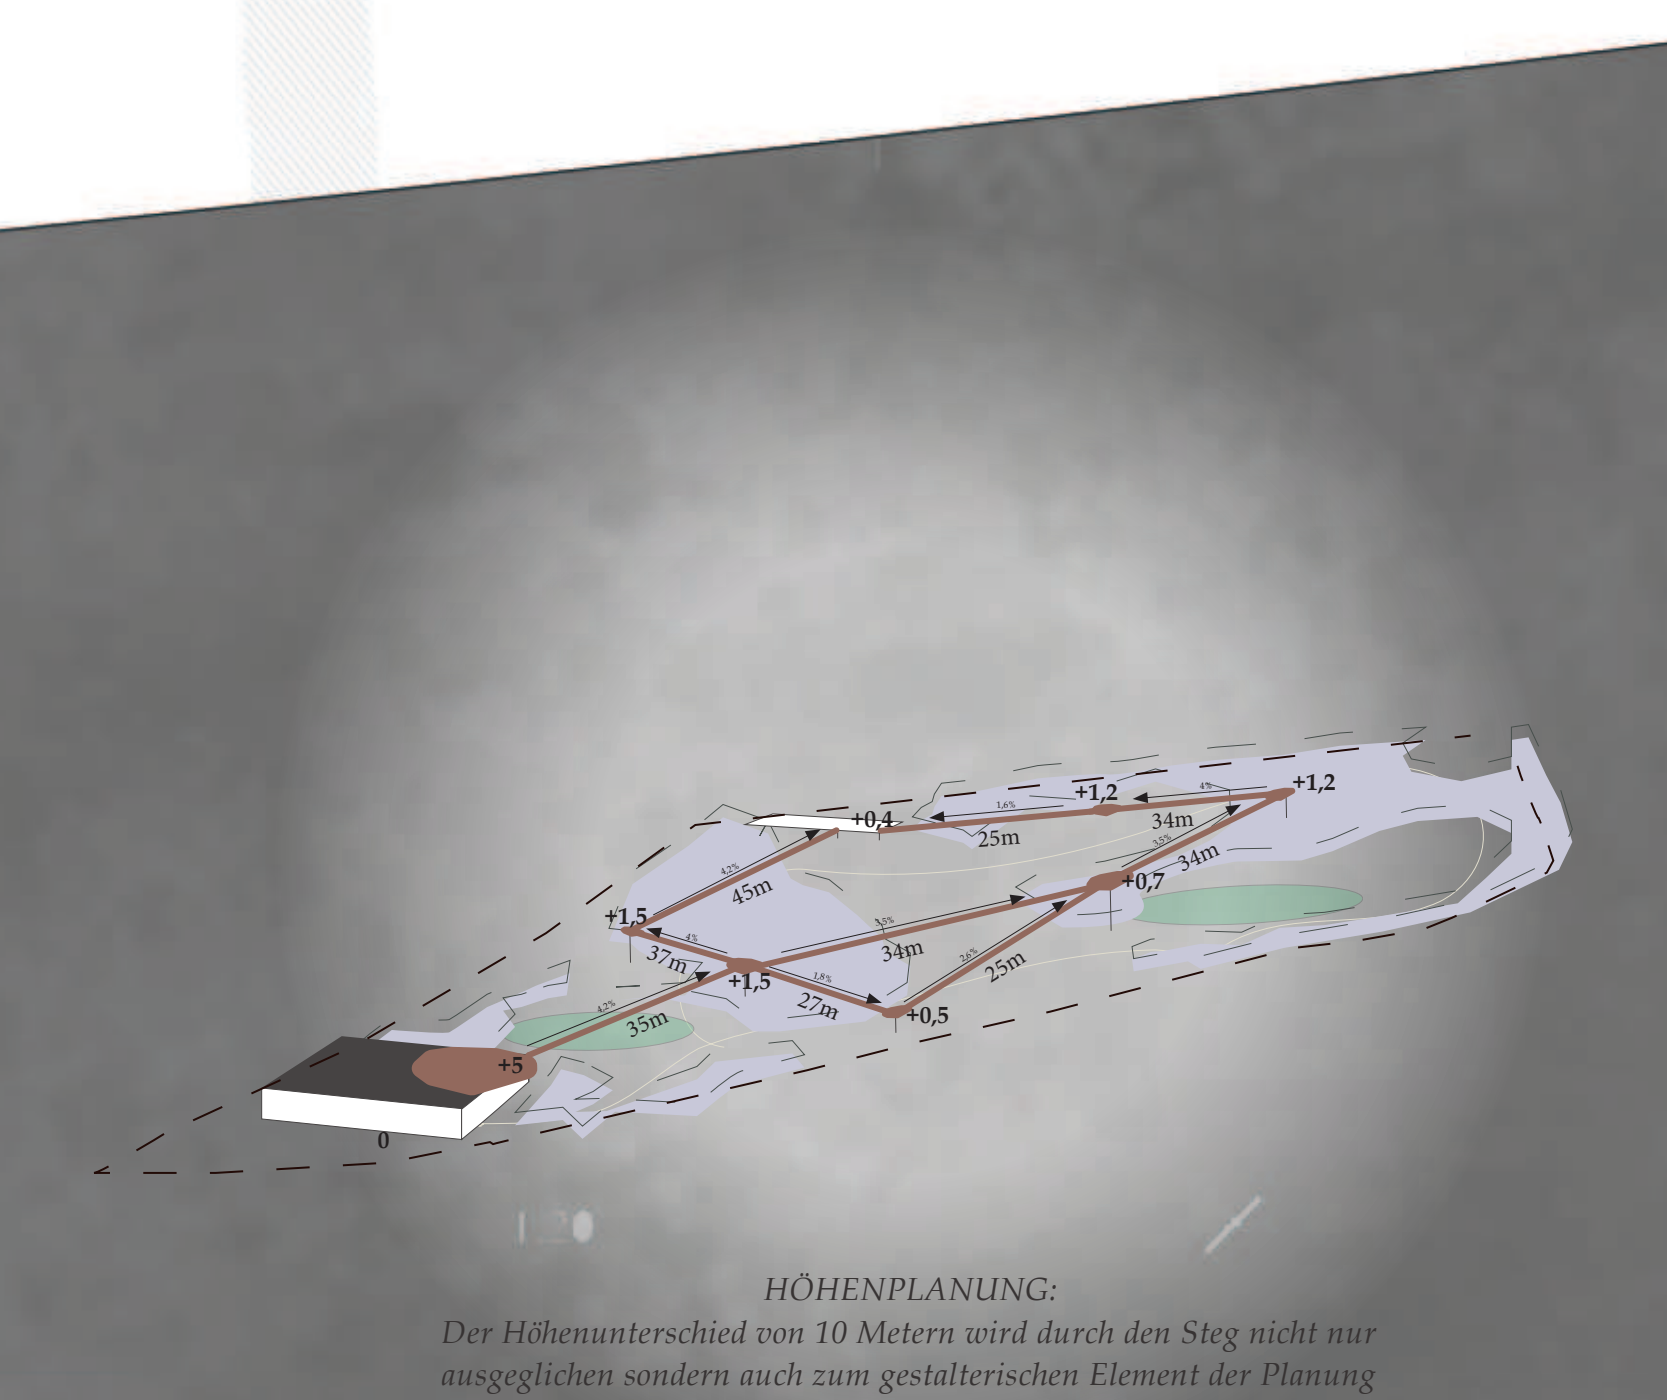 +1,2
+1,2
4%
1,6%
+0,4
34m
25m
3,5%
34m
4,2%
45m
+0,7
+1,5
3,5%
4%
34m
37m
2,6%
25m
+1,5
1,8%
27m
4,2%
35m
+0,5
+5
0
HÖHENPLANUNG:
Der Höhenunterschied von 10 Metern wird durch den Steg nicht nur
ausgeglichen sondern auch zum gestalterischen Element der Planung